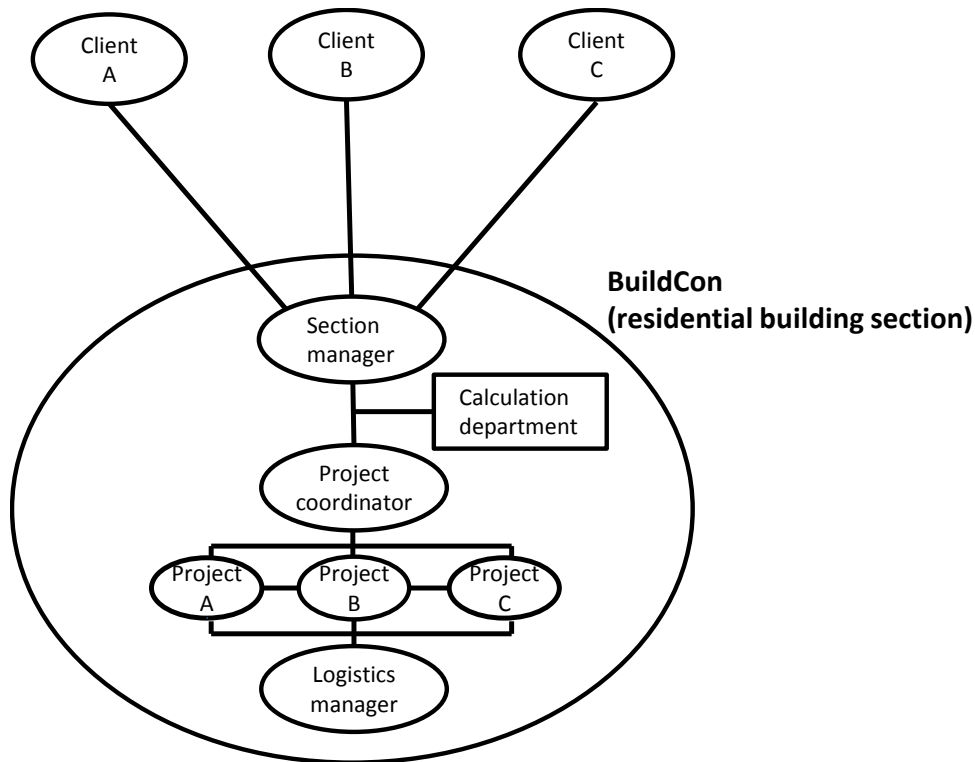 Client
A
Client
B
Client
C
BuildCon
(residential building section)
Section
manager
Calculation
department
Project
coordinator
Project
A
Project
B
Project
C
Logistics
manager